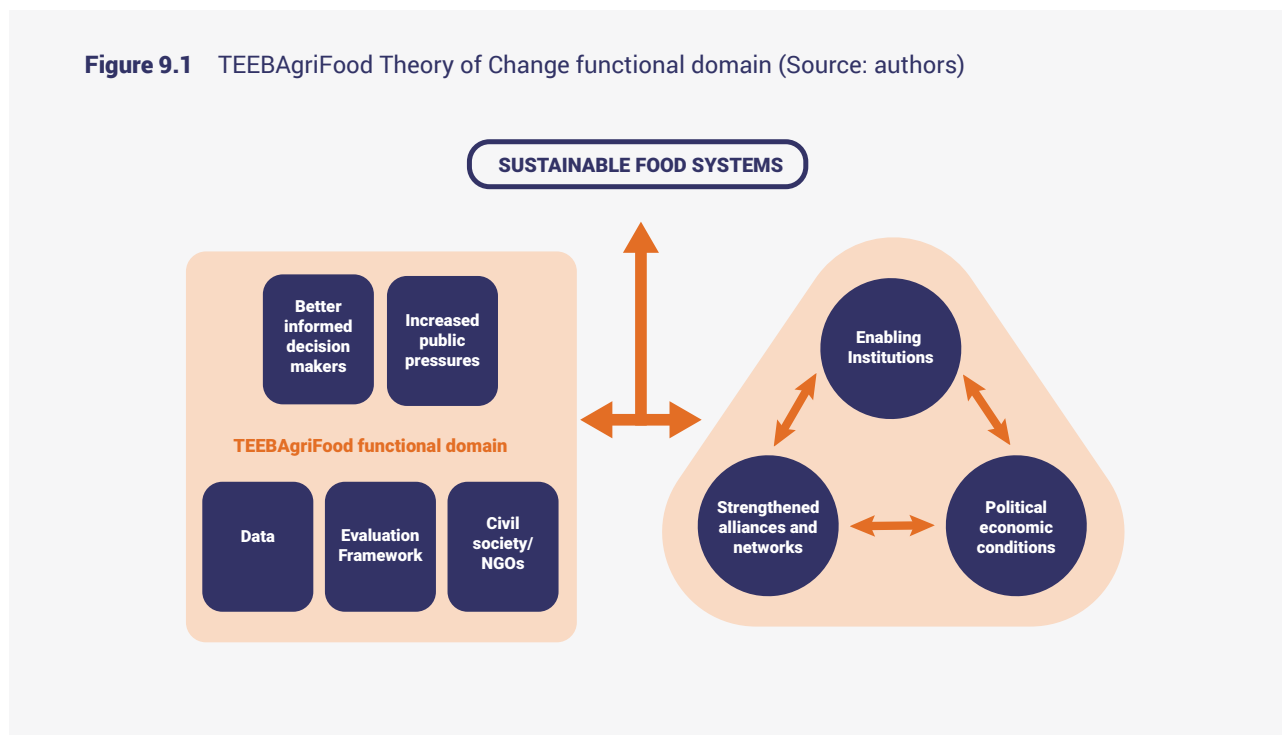 Figure 9.1 TEEBAgriFood Theory of Change functional domain (Source: authors)
SUSTAINABLE FOOD SYSTEMS
Better
informed
decision
makers
Increased
public
pressures
TEEBAgriFood functional domain
Data
Evaluation
Framework
Civil
society/
NGOs
Enabling
Institutions
Strengthened
alliances and
networks
Political
economic
conditions